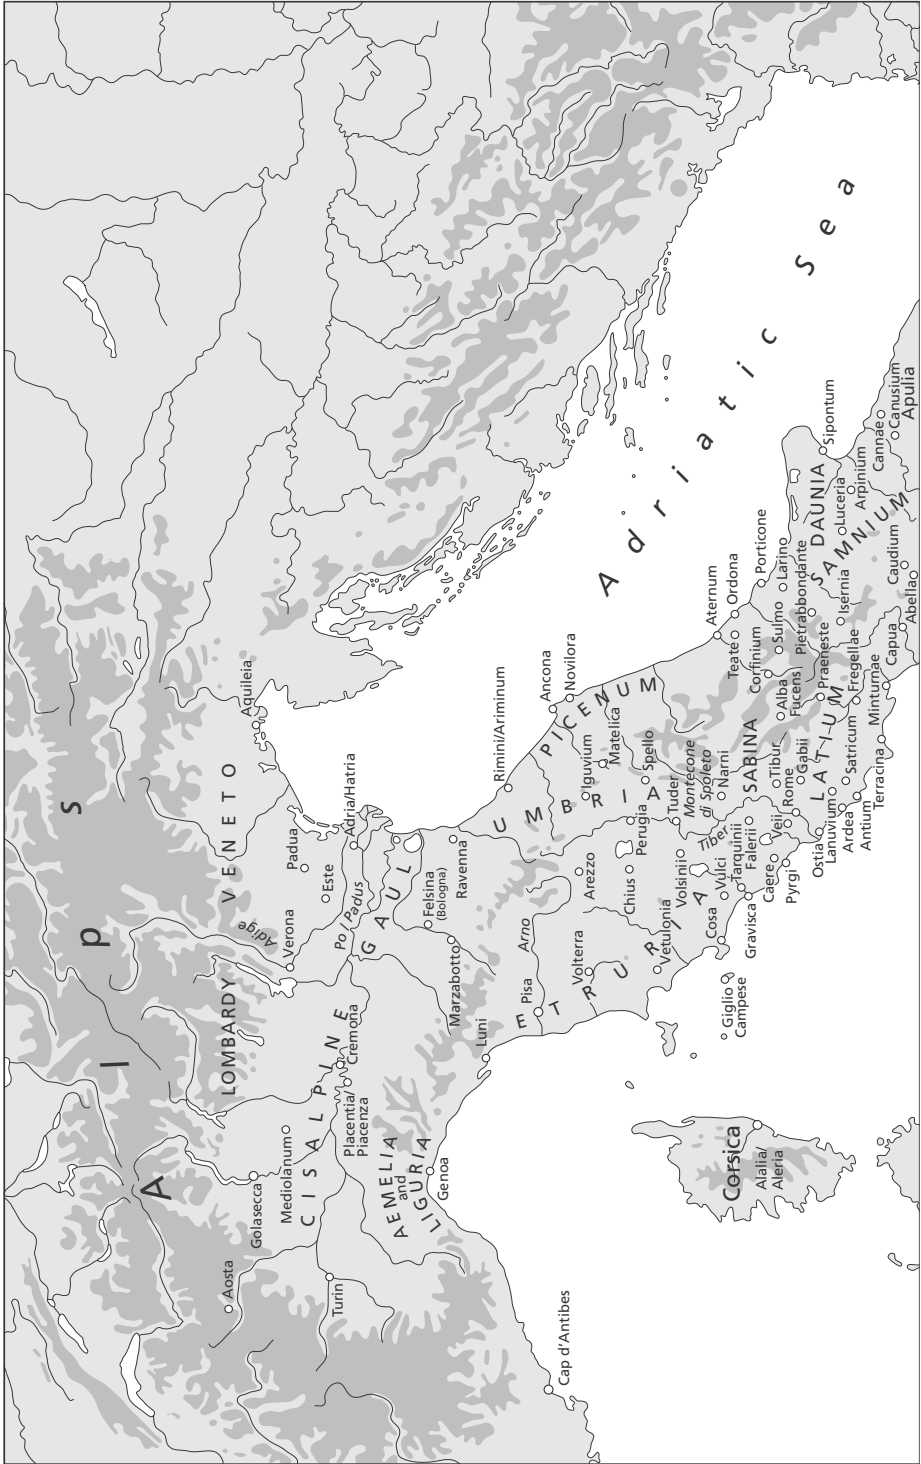 A l p s
VENETO
Aquileia
LOMBARDY
Adige
Verona
Padua
Este
Adria/Hatria
Po / Padus
Aosta
Golasecca
Mediolanum
Turin
CISALPINE
GAUL
Cremona
Placentia/
Piacenza
AEMELIA
and
LIGURIA
Genoa
Cap d'Antibes
Luni
Marzabotto
Felsina
(Bologna)
Ravenna
Rimini/Ariminum
Ancona
Novilora
PICENUM
UMBRIA
Iguvium
Matelica
Spello
Perugia
Tuder
Montecone
di Spoleto
Narni
Arno
Pisa
Volterra
Arezzo
Chius
ETRURIA
Vetulonia
Volsinii
Cosa
Vulci
Tarquinii
Gravisca
Falerii
Tiber
Caere
Veii
Pyrgi
Giglio
Campese
SABINA
Tibur
Rome
Gabii
Ostia
Lanuvium
Ardea
Antium
LATIUM
Satricum
Terracina
Minturnae
Praeneste
Fregellae
Alba
Fucens
Corfinium
Sulmo
Teate
Aternum
Ordona
Porticone
Larino
Pietrabbondante
Isernia
SAMNIUM
Capua
Caudium
Abella
DAUNIA
Luceria
Arpinium
Sipontum
Cannae
Canusium
Apulia
Adriatic Sea
Corsica
Alalia/
Aleria